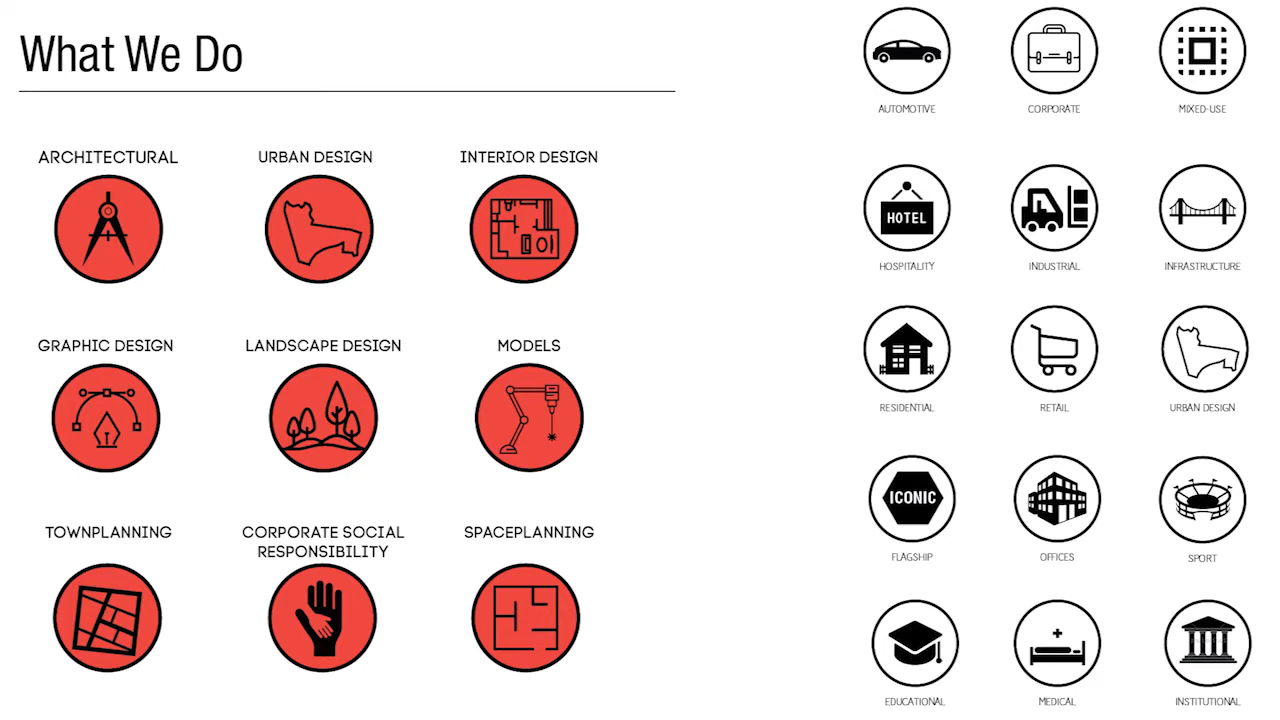 What We Do
ARCHITECTURAL
URBAN DESIGN
INTERIOR DESIGN
GRAPHIC DESIGN
LANDSCAPE DESIGN
MODELS
TOWNPLANNING
CORPORATE SOCIAL
RESPONSIBILITY
SPACEPLANNING
AUTOMOTIVE
CORPORATE
MIXED-USE
HOTEL
HOSPITALITY
INDUSTRIAL
INFRASTRUCTURE
RESIDENTIAL
RETAIL
URBAN DESIGN
ICONIC
FLAGSHIP
OFFICES
SPORT
EDUCATIONAL
MEDICAL
INSTITUTIONAL